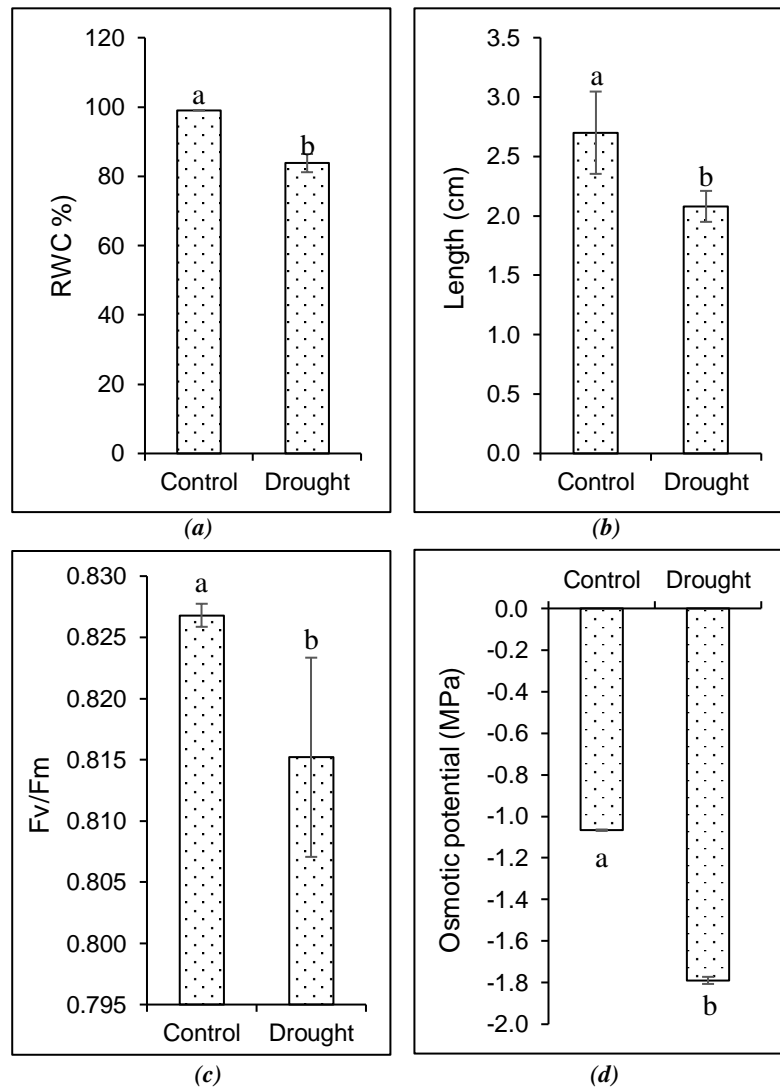 120
100
80
60
40
20
0
RWC %)
a
b
Control Drought
(a)
3.5
3.0
2.5
2.0
1.5
1.0
0.5
0.0
Length (cm)
a
b
Control Drought
(b)
0.830
0.825
0.820
0.815
0.810
0.805
0.800
0.795
Fv/Fm
a
b
Control Drought
(c)
Control Drought
0.0
-0.2
-0.4
-0.6
-0.8
-1.0
-1.2
-1.4
-1.6
-1.8
-2.0
Osmotic potential (MPa)
a
b
(d)